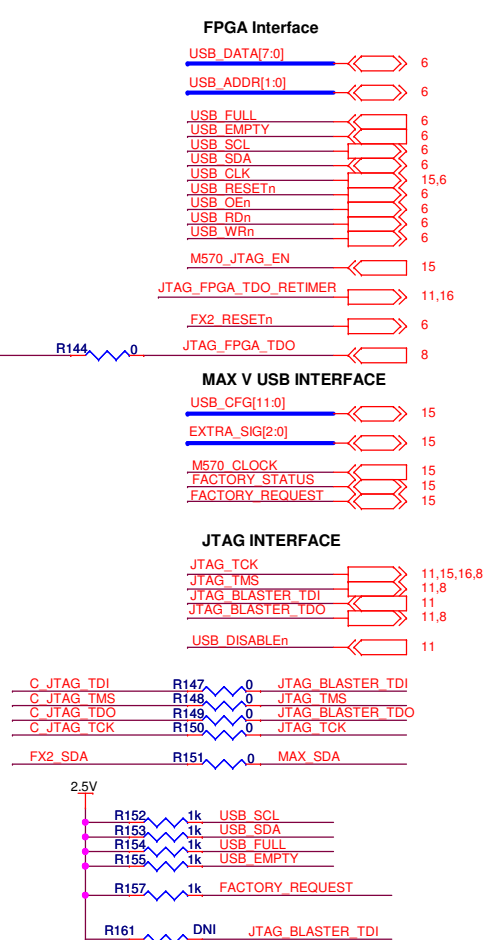 FPGA Interface
USB_DATA[7:0] 6
USB_ADDR[1:0] 6
USB_FULL 6
USB_EMPTY 6
USB_SCL 6
USB_SDA 6
USB_CLK 15,6
USB_RESETn 6
USB_OEn 6
USB_RDn 6
USB_WRn 6
M570_JTAG_EN 15
JTAG_FPGA_TDO_RETIMER 11,16
FX2_RESETn 6
R144 0 JTAG_FPGA_TDO 8
MAX V USB INTERFACE
USB_CFG[11:0] 15
EXTRA_SIG[2:0] 15
M570_CLOCK 15
FACTORY_STATUS 15
FACTORY_REQUEST 15
JTAG INTERFACE
JTAG_TCK 11,15,16,8
JTAG_TMS 11,8
JTAG_BLASTER_TDI 11
JTAG_BLASTER_TDO 11,8
USB_DISABLEn 11
C_JTAG_TDI R147 0 JTAG_BLASTER_TDI
C_JTAG_TMS R148 0 JTAG_TMS
C_JTAG_TDO R149 0 JTAG_BLASTER_TDO
C_JTAG_TCK R150 0 JTAG_TCK
FX2_SDA R151 0 MAX_SDA
2.5V
R152 1k USB_SCL
R153 1k USB_SDA
R154 1k USB_FULL
R155 1k USB_EMPTY
R157 1k FACTORY_REQUEST
R161 DNI JTAG_BLASTER_TDI